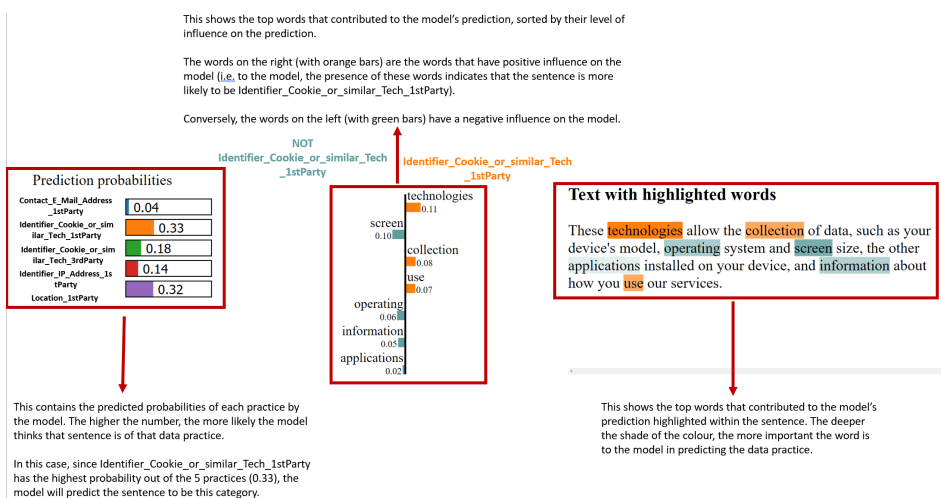 This shows the top words that contributed to the model's prediction, sorted by their level of
influence on the prediction.
The words on the right (with orange bars) are the words that have positive influence on the
model (i.e. to the model, the presence of these words indicates that the sentence is more
likely to be Identifier_Cookie_or_similar_Tech_1stParty).
Conversely, the words on the left (with green bars) have a negative influence on the model.
NOT
Identifier_Cookie_or_similar_Tech
_1stParty
Identifier_Cookie_or_similar_Tech
_1stParty
Prediction probabilities
Contact_E_Mail_Address
_1stParty
0.04
Identifier_Cookie_or_sim
ilar_Tech_1stParty
0.33
Identifier_Cookie_or_sim
ilar_Tech_3rdParty
0.18
Identifier_IP_Address_1s
tParty
0.14
Location_1stParty
0.32
technologies
0.11
screen
0.10
collection
0.08
use
0.07
operating
0.06
information
0.05
applications
0.02
Text with highlighted words
These technologies allow the collection of data, such as your
device's model, operating system and screen size, the other
applications installed on your device, and information about
how you use our services.
This contains the predicted probabilities of each practice by
the model. The higher the number, the more likely the model
thinks that sentence is of that data practice.
In this case, since Identifier_Cookie_or_similar_Tech_1stParty
has the highest probability out of the 5 practices (0.33), the
model will predict the sentence to be this category.
This shows the top words that contributed to the model's
prediction highlighted within the sentence. The deeper
the shade of the colour, the more important the word is
to the model in predicting the data practice.